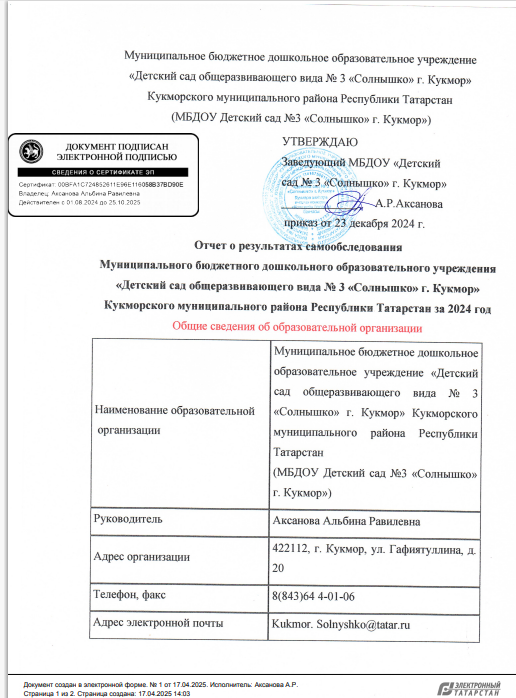 Муниципальное бюджетное дошкольное образовательное учреждение
«Детский сад общеразвивающего вида № 3 «Солнышко» г. Кукмор»
Кукморского муниципального района Республики Татарстан
(МБДОУ Детский сад №3 «Солнышко» г. Кукмор»)
ДОКУМЕНТ ПОДПИСАН
ЭЛЕКТРОННОЙ ПОДПИСЬЮ
СВЕДЕНИЯ О СЕРТИФИКАТЕ ЭП
Сертификат: 00BFA1C724852611E96E116058B37BD90E
Владелец: Аксанова Альбина Равилевна
Действителен с 01.08.2024 до 25.10.2025
УТВЕРЖДАЮ
Заведующий МБДОУ «Детский
сад № 3 «Солнышко» г. Кукмор»
А.Р.Аксанова
приказ от 23 декабря 2024 г.
Отчет о результатах самообследования
Муниципального бюджетного дошкольного образовательного учреждения
«Детский сад общеразвивающего вида № 3 «Солнышко» г. Кукмор»
Кукморского муниципального района Республики Татарстан за 2024 год
Общие сведения об образовательной организации
Наименование образовательной
организации
Муниципальное бюджетное дошкольное
образовательное учреждение «Детский
сад общеразвивающего вида № 3
«Солнышко» г. Кукмор» Кукморского
муниципального района Республики
Татарстан
(МБДОУ Детский сад №3 «Солнышко»
г. Кукмор»)
Руководитель
Аксанова Альбина Равилевна
Адрес организации
422112, г. Кукмор, ул. Гафиятуллина, д.
20
Телефон, факс
8(843)64 4-01-06
Адрес электронной почты
Kukmor. Solnyshko@tatar.ru
Документ создан в электронной форме. № 1 от 17.04.2025. Исполнитель: Аксанова А.Р.
Страница 1 из 2. Страница создана: 17.04.2025 14:03
ЭЛЕКТРОННЫЙ
ТАТАРСТАН